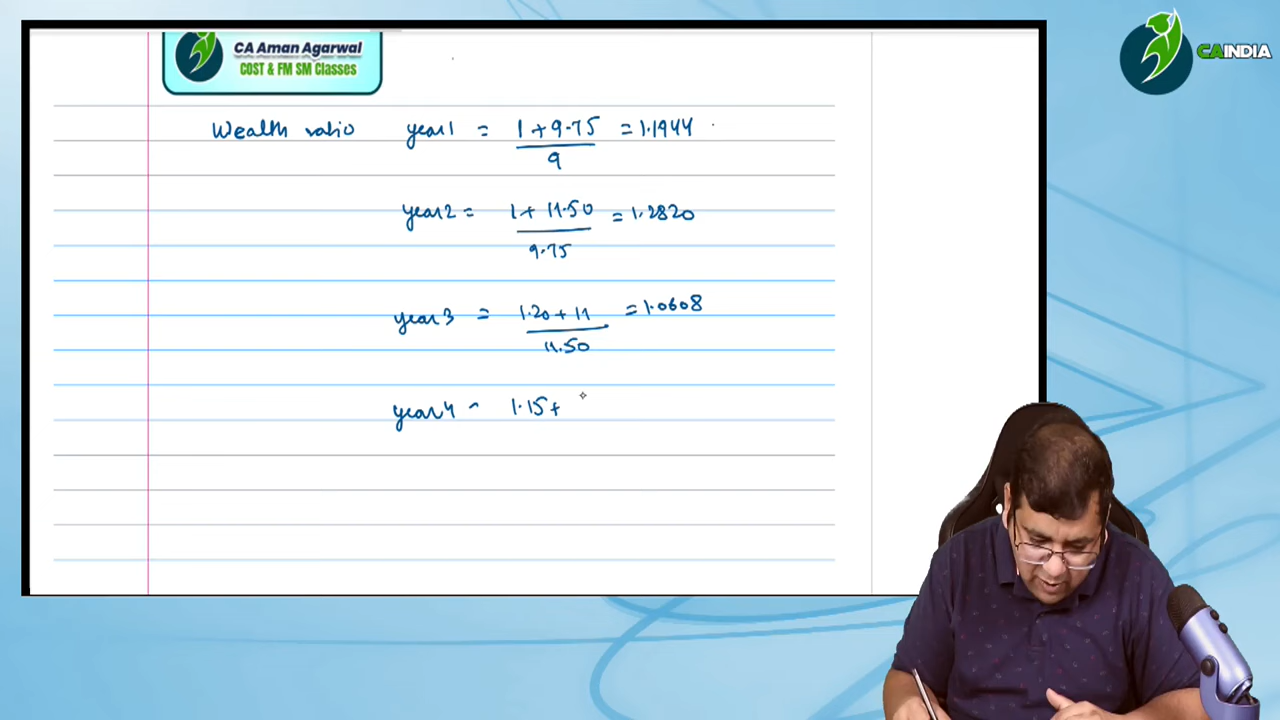 CA Aman Agarwal
COST & FM SM Classes
CAINDIA
Wealth ratio year1 = 1+9.75 = 1.1944
9
year2 = 1+ 11.50 = 1.2820
9.75
year3 = 1.20+ 11 = 1.0608
11.50
year4 - 1.15+